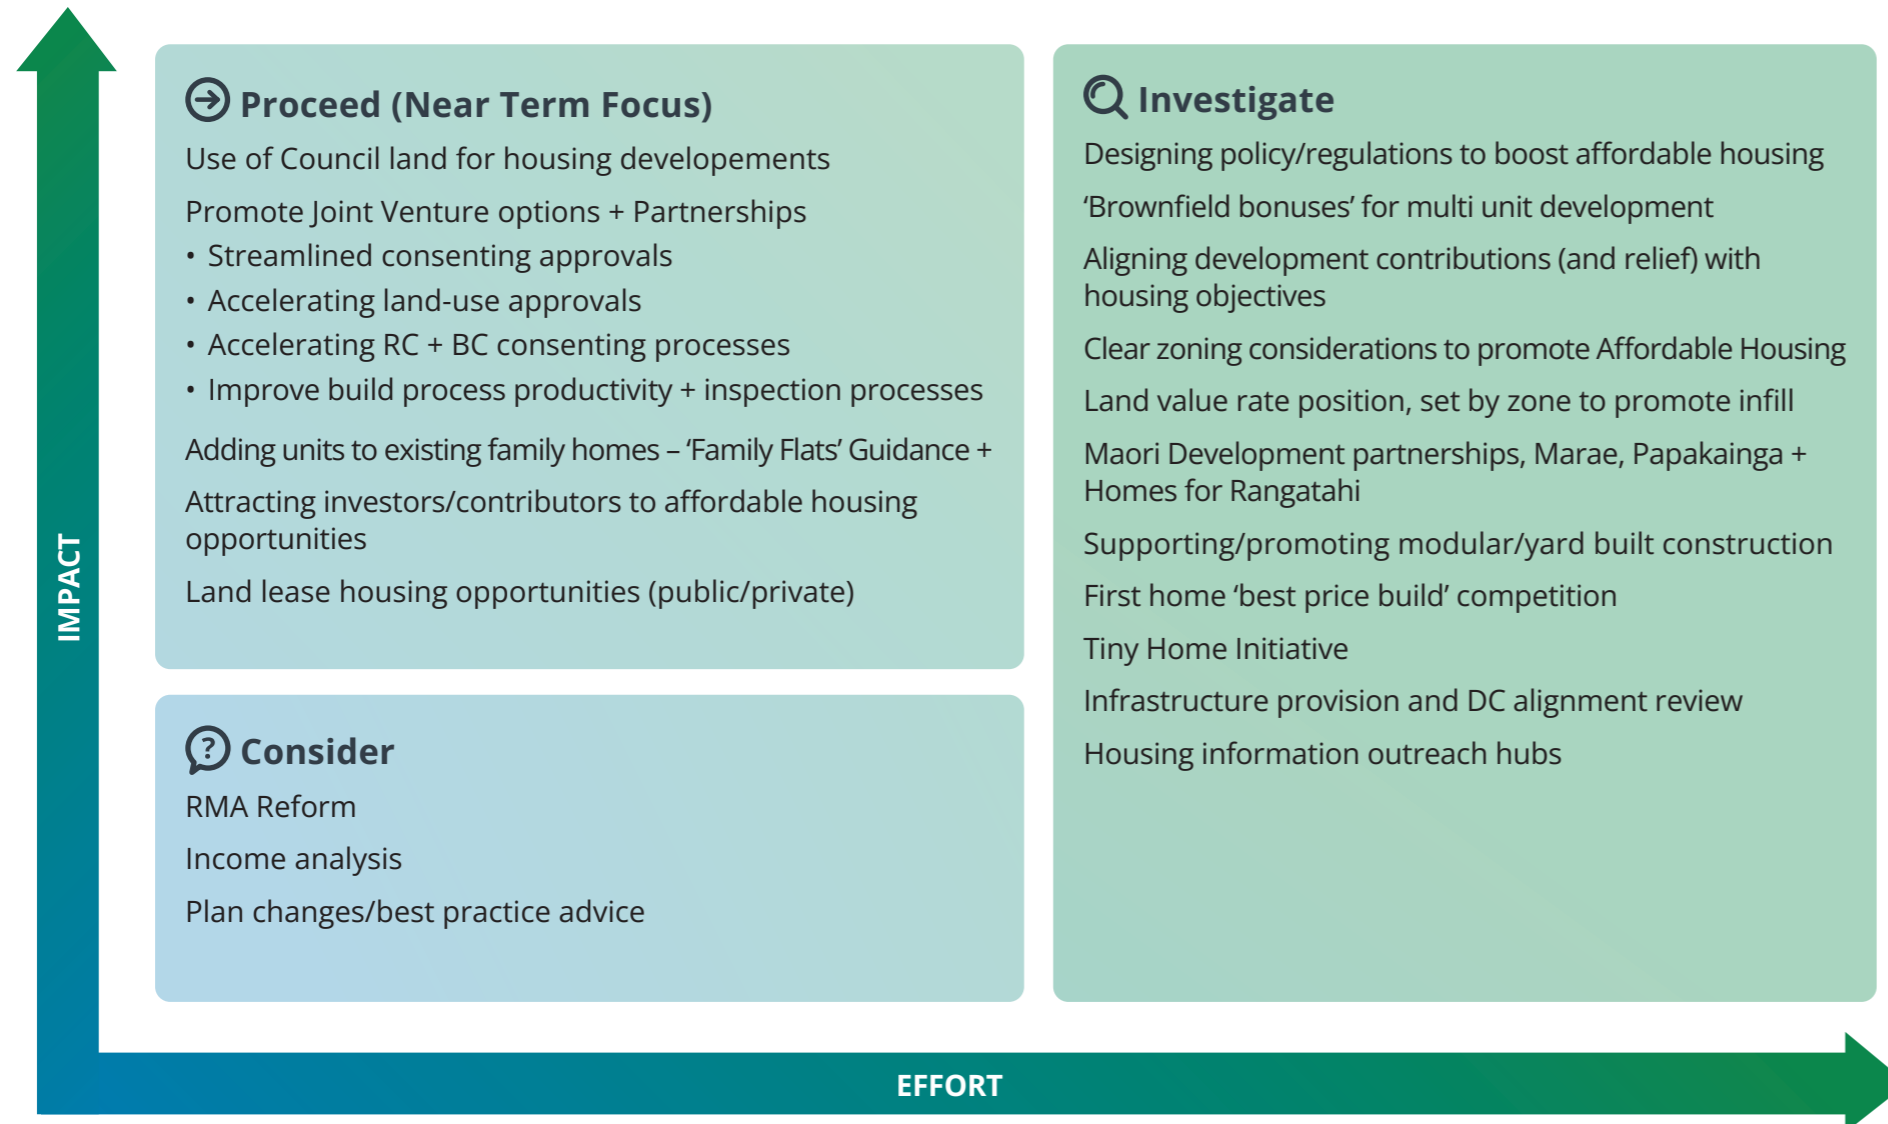 Proceed (Near Term Focus)
Use of Council land for housing developements
Promote Joint Venture options + Partnerships
• Streamlined consenting approvals
• Accelerating land-use approvals
• Accelerating RC + BC consenting processes
• Improve build process productivity + inspection processes
Adding units to existing family homes – ‘Family Flats’ Guidance +
Attracting investors/contributors to affordable housing
opportunities
Land lease housing opportunities (public/private)
Consider
RMA Reform
Income analysis
Plan changes/best practice advice
Investigate
Designing policy/regulations to boost affordable housing
‘Brownfield bonuses’ for multi unit development
Aligning development contributions (and relief) with
housing objectives
Clear zoning considerations to promote Affordable Housing
Land value rate position, set by zone to promote infill
Maori Development partnerships, Marae, Papakainga +
Homes for Rangatahi
Supporting/promoting modular/yard built construction
First home ‘best price build’ competition
Tiny Home Initiative
Infrastructure provision and DC alignment review
Housing information outreach hubs
IMPACT
EFFORT